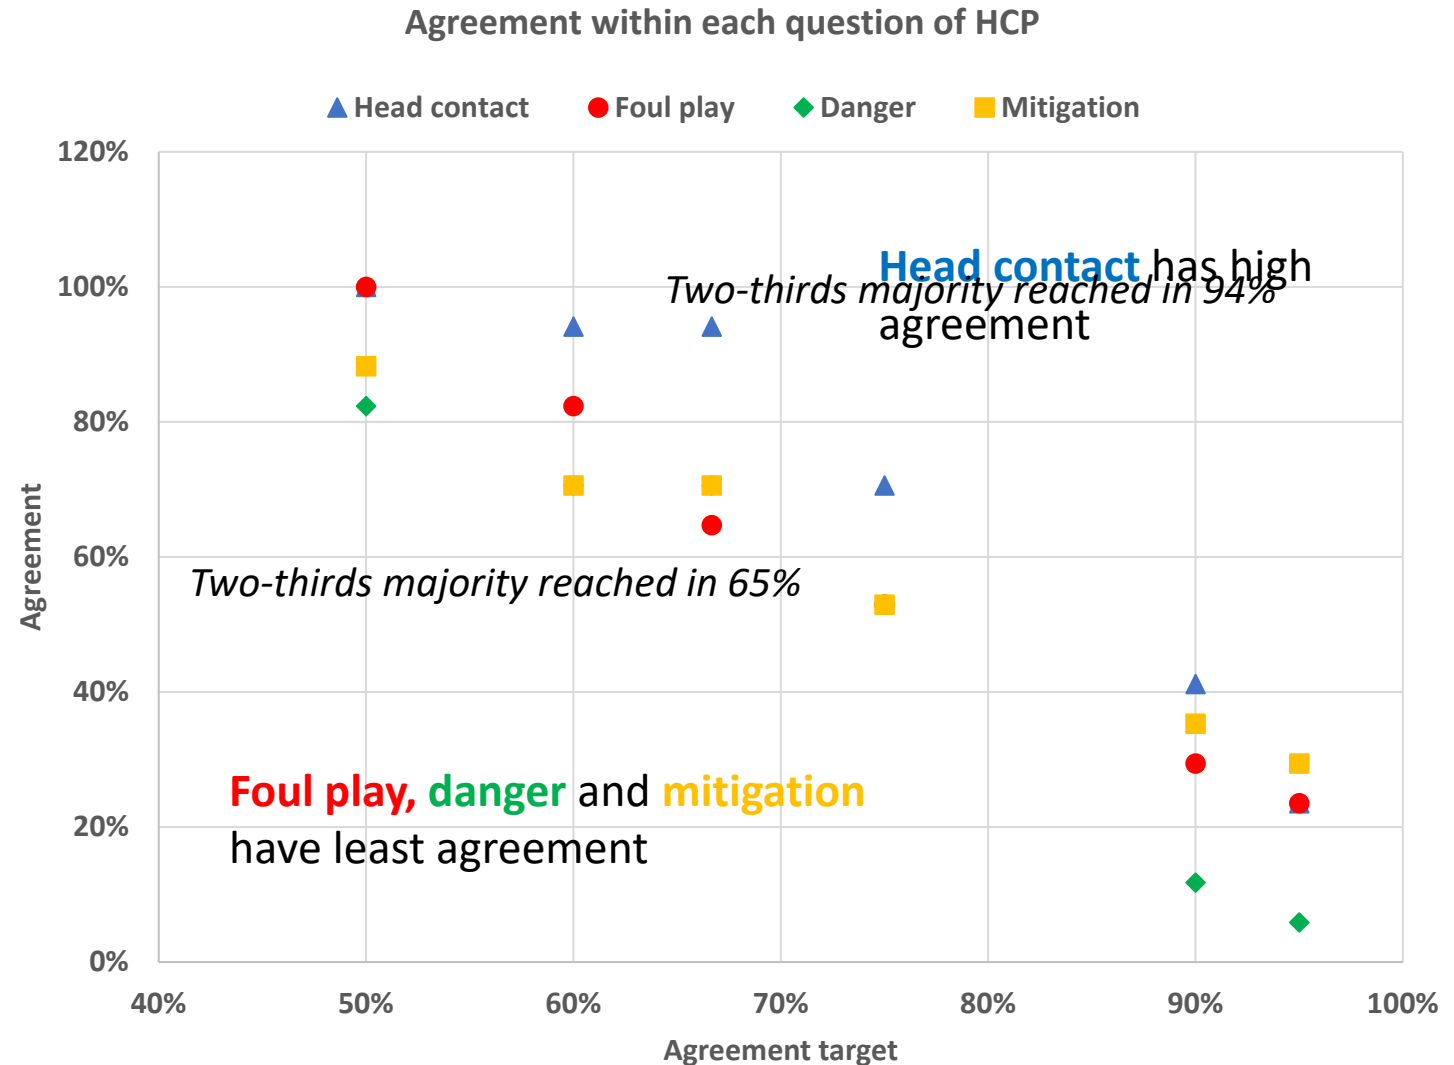 Agreement within each question of HCP
Head contact Foul play Danger Mitigation
120%
100%
80%
60%
40%
20%
0%
Agreement
Head contact has high
agreement
Two-thirds majority reached in 94%
Two-thirds majority reached in 65%
Foul play, danger and mitigation
have least agreement
40% 50% 60% 70% 80% 90% 100%
Agreement target